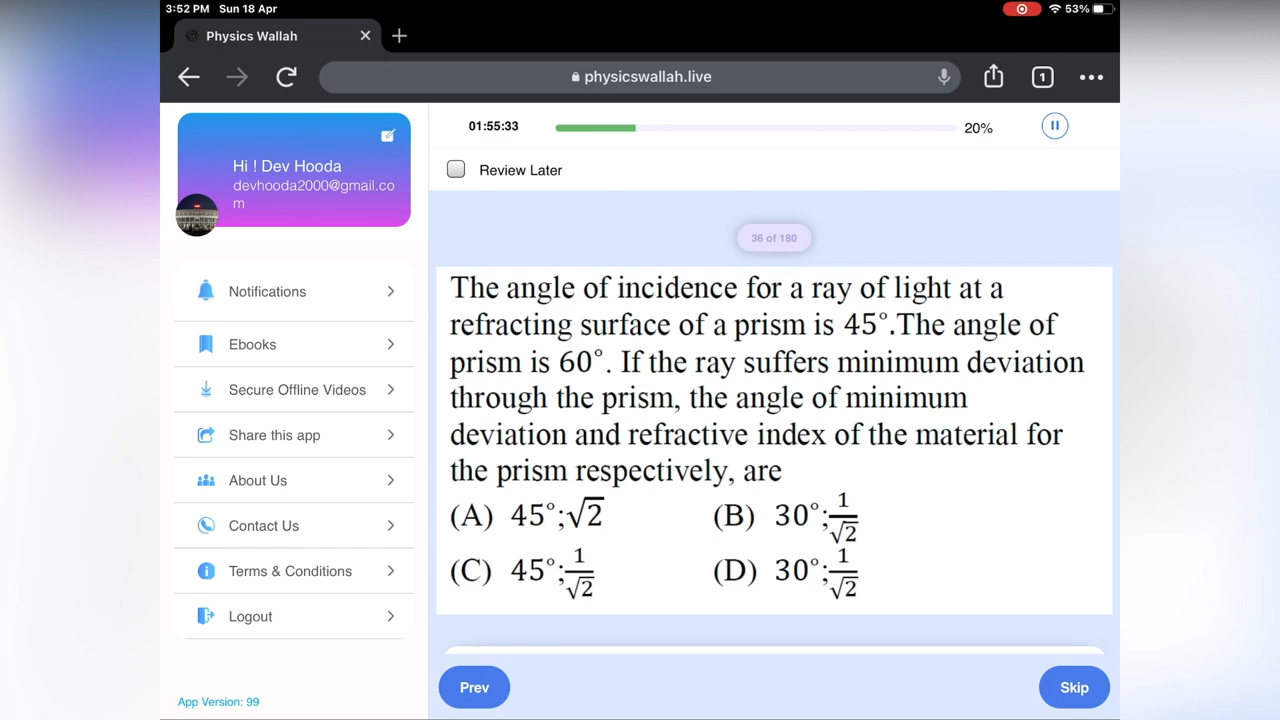 3:52 PM Sun 18 Apr
53%
Physics Wallah
physicswallah.live
1
Hi ! Dev Hooda
devhooda2000@gmail.co
m
Notifications
Ebooks
Secure Offline Videos
Share this app
About Us
Contact Us
Terms & Conditions
Logout
App Version: 99
01:55:33
20%
Review Later
36 of 180
The angle of incidence for a ray of light at a
refracting surface of a prism is 45°.The angle of
prism is 60°. If the ray suffers minimum deviation
through the prism, the angle of minimum
deviation and refractive index of the material for
the prism respectively, are
(A) 45°;√2 (B) 30°;1/√2
(C) 45°;1/√2 (D) 30°;1/√2
Prev
Skip